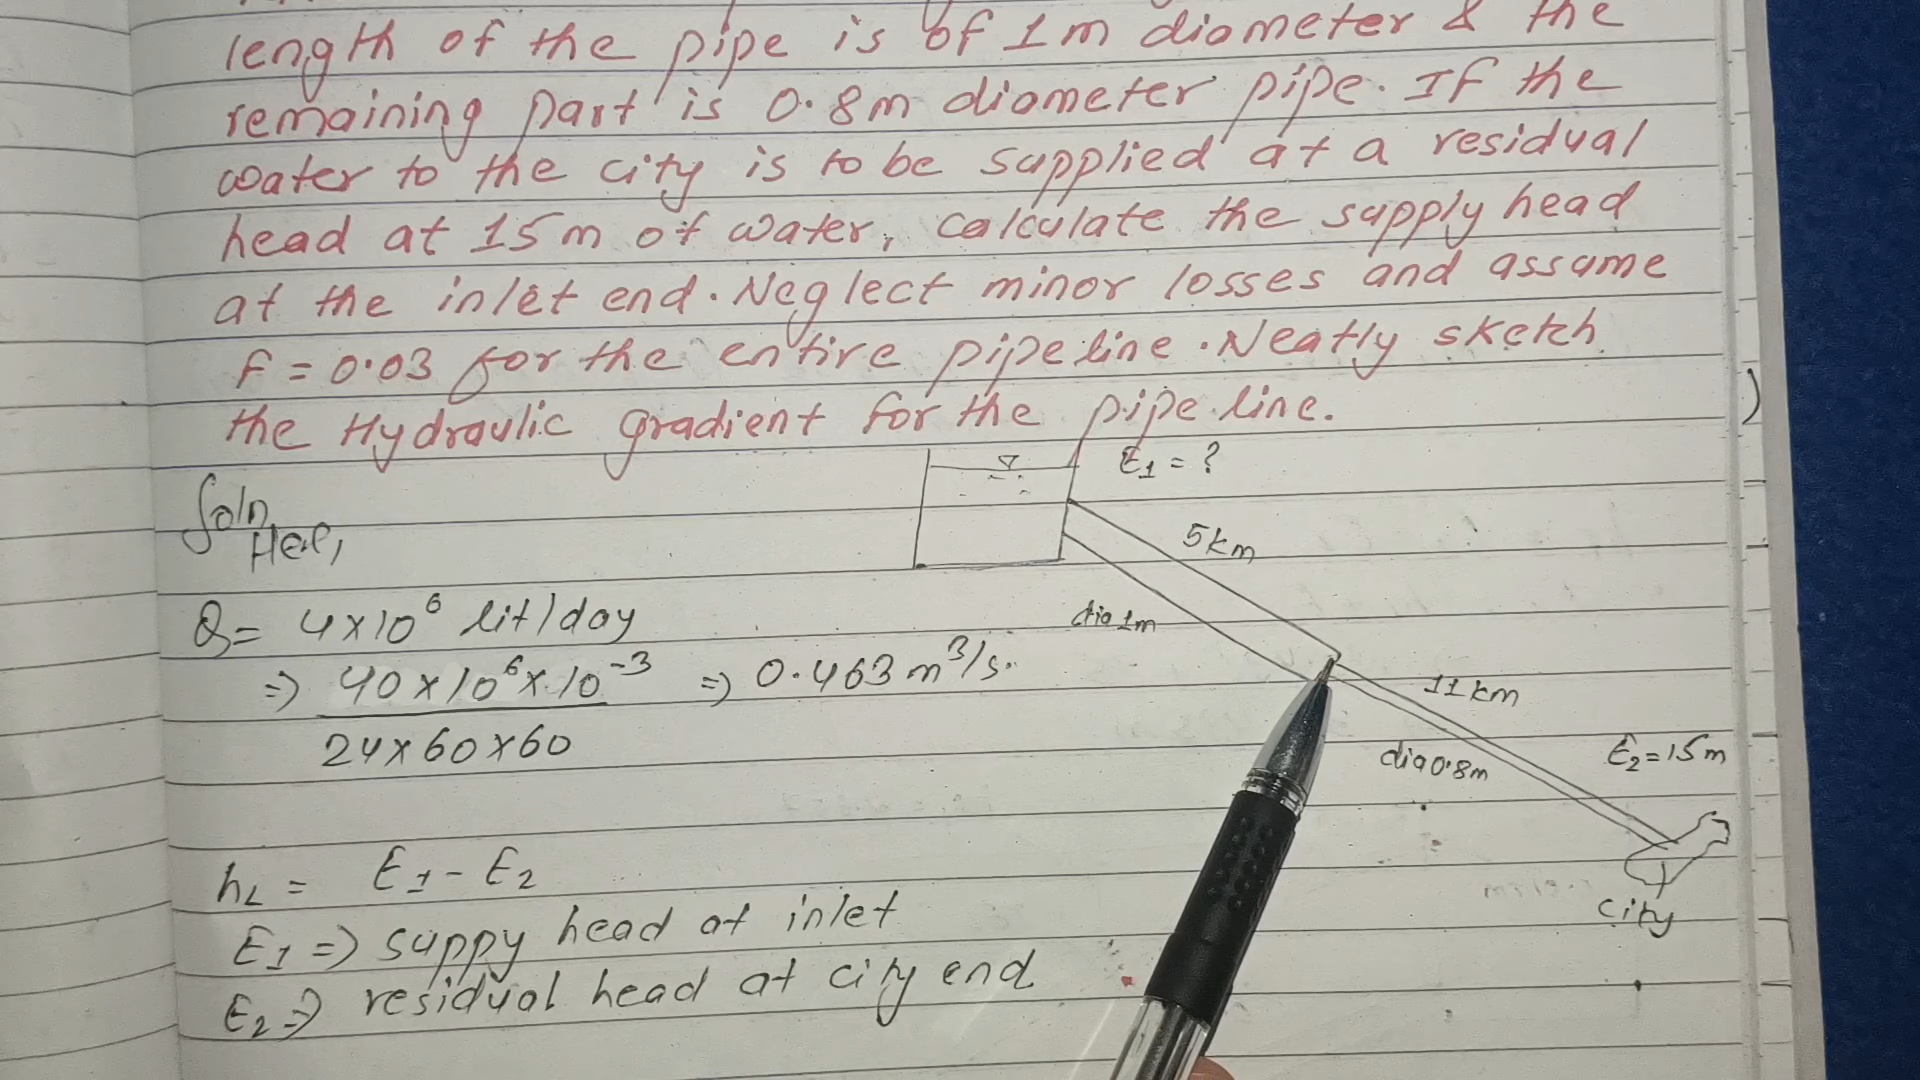 length of the pipe is of 1m diameter & the
remaining part is 0.8m diameter pipe. If the
water to the city is to be supplied at a residual
head at 15m of water, calculate the supply head
at the inlet end. Neglect minor losses and assume
F = 0.03 for the entire pipeline. Neatly sketch
the Hydraulic gradient for the pipe line.
E1 = ?
Soln
Here,
5km
Q = 4×10⁶ lit/day
dia 1m
⇒ 40×10⁶×10⁻³ ⇒ 0.463 m³/s.
24×60×60
11km
dia 0.8m
E2 = 15m
hL = E1 - E2
city
E1 ⇒ suppy head at inlet
E2 ⇒ residual head at city end